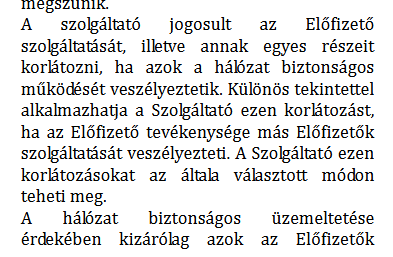 megszűnik.
A szolgáltató jogosult az Előfizető
szolgáltatását, illetve annak egyes részeit
korlátozni, ha azok a hálózat biztonságos
működését veszélyeztetik. Különös tekintettel
alkalmazhatja a Szolgáltató ezen korlátozást,
ha az Előfizető tevékenysége más Előfizetők
szolgáltatását veszélyezteti. A Szolgáltató ezen
korlátozásokat az általa választott módon
teheti meg.
A hálózat biztonságos üzemeltetése
érdekében kizárólag azok az Előfizetők